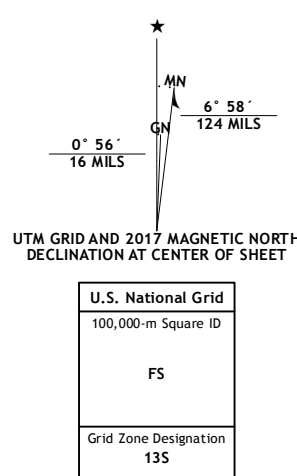 MN
6° 58´
124 MILS
GN
0° 56´
16 MILS
UTM GRID AND 2017 MAGNETIC NORTH
DECLINATION AT CENTER OF SHEET
U.S. National Grid
100,000-m Square ID
FS
Grid Zone Designation
13S